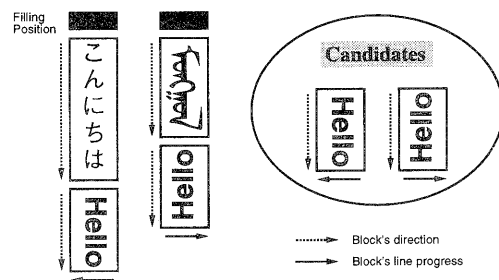 Filling
Position
こんにちは
Hello
Hello
Candidates
Hello
Hello
Block's direction
Block's line progress